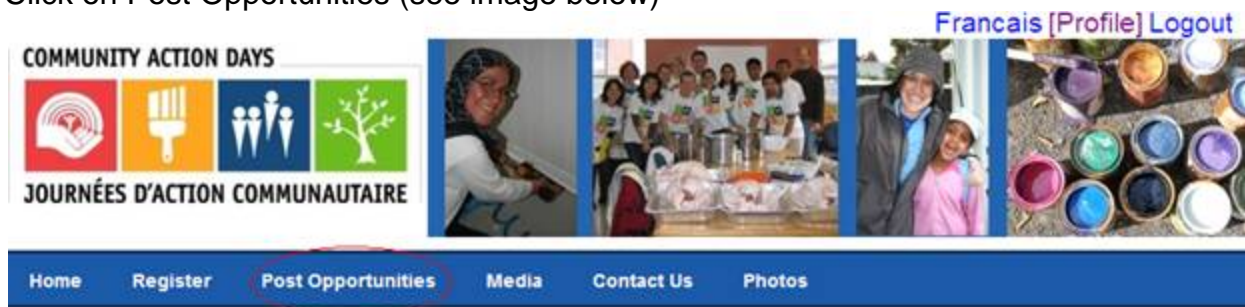 Click on Post Opportunities (see image below)
Francais [Profile] Logout
COMMUNITY ACTION DAYS
JOURNÉES D'ACTION COMMUNAUTAIRE
Home Register Post Opportunities Media Contact Us Photos